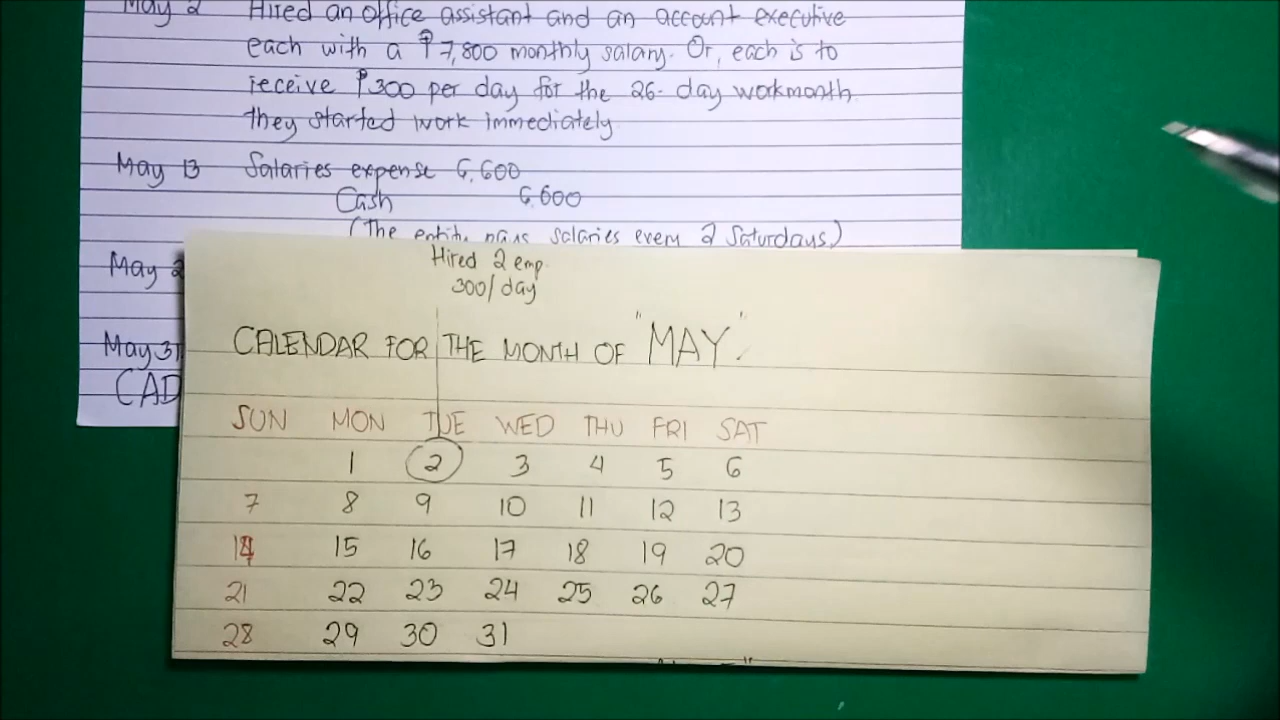 May 2 Hired an office assistant and an account executive
each with a ₱7,800 monthly salary. Or, each is to
receive ₱300 per day for the 26-day workmonth.
they started work immediately
May 13 Salaries expense 6,600
Cash 6,600
(The entity pays salaries every 2 Saturdays)
May 2
May 31
CAD
Hired 2 emp.
300/day
CALENDAR FOR THE MONTH OF "MAY".
SUN MON TUE WED THU FRI SAT
1 2 3 4 5 6
7 8 9 10 11 12 13
14 15 16 17 18 19 20
21 22 23 24 25 26 27
28 29 30 31